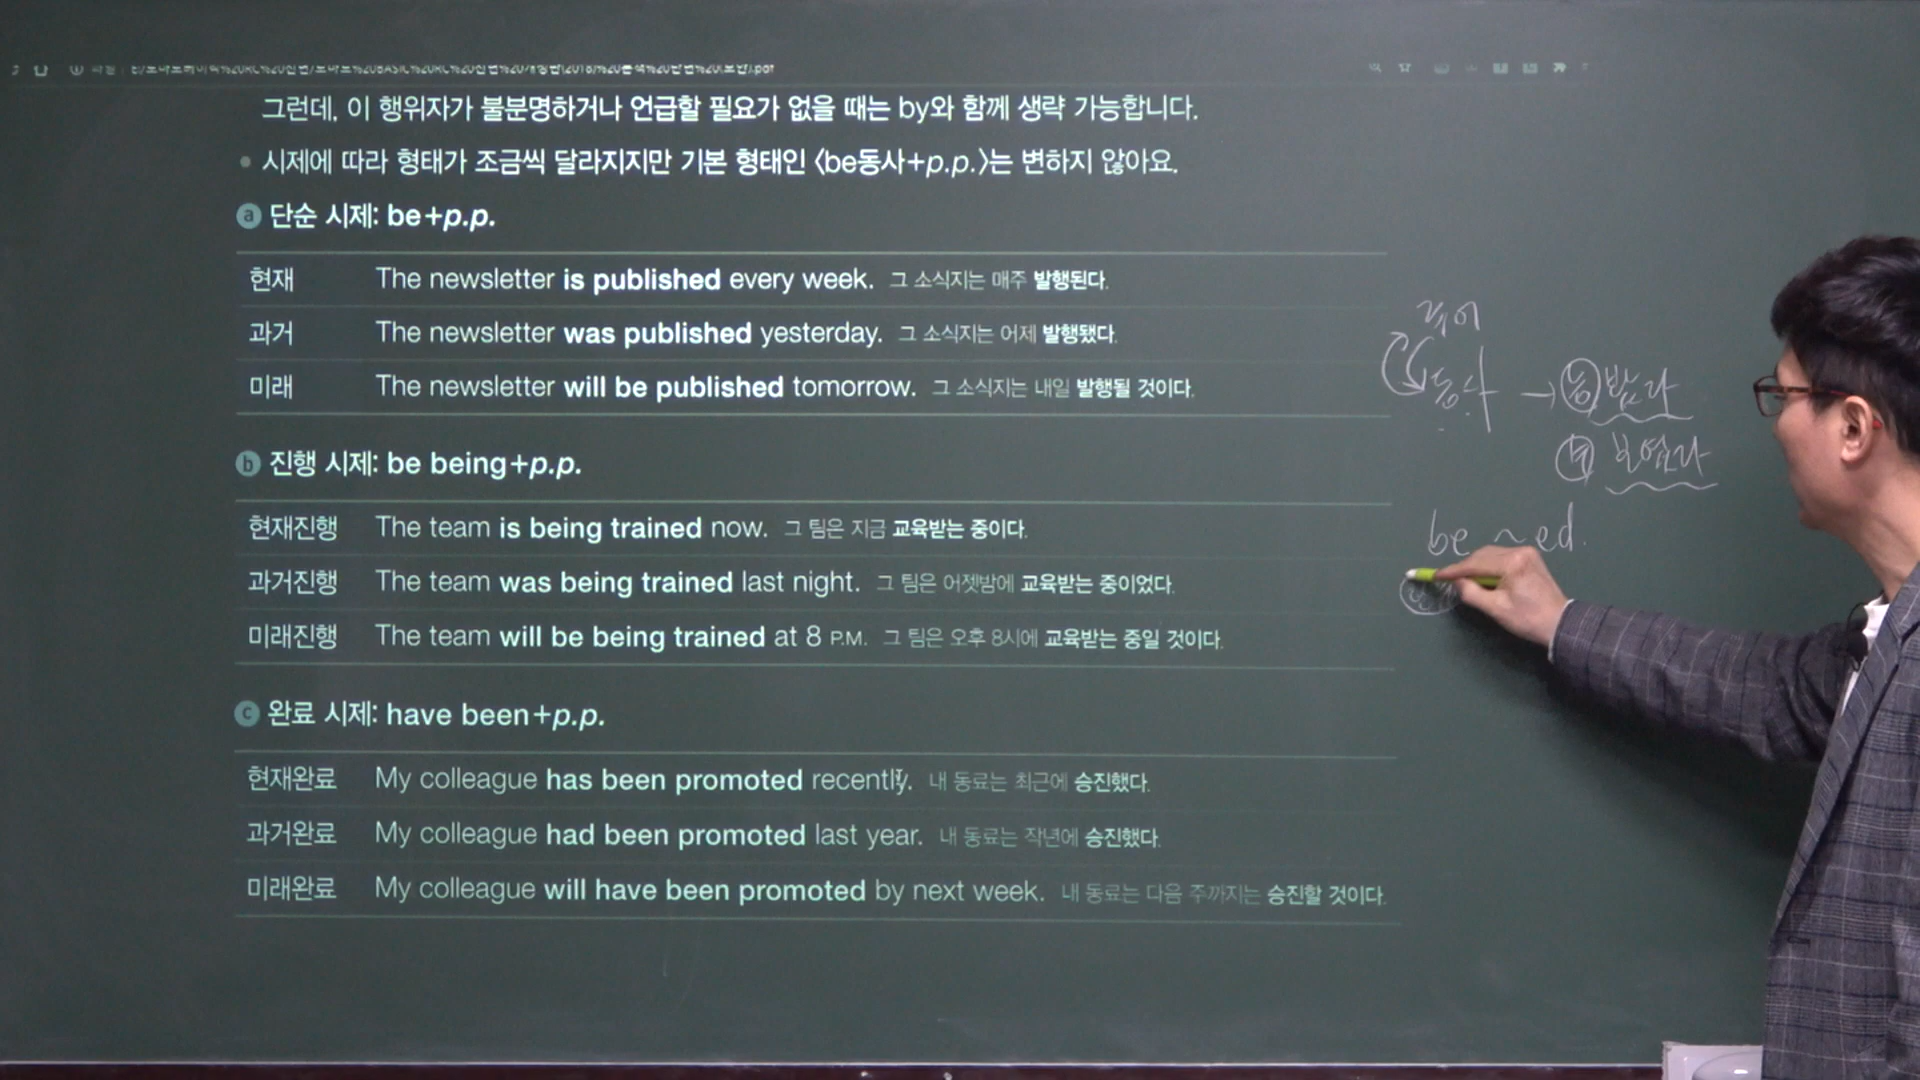 그런데, 이 행위자가 불분명하거나 언급할 필요가 없을 때는 by와 함께 생략 가능합니다.
• 시제에 따라 형태가 조금씩 달라지지만 기본 형태인 〈be동사+p.p.〉는 변하지 않아요.
a 단순 시제: be+p.p.
현재 The newsletter is published every week. 그 소식지는 매주 발행된다.
과거 The newsletter was published yesterday. 그 소식지는 어제 발행됐다.
미래 The newsletter will be published tomorrow. 그 소식지는 내일 발행될 것이다.
b 진행 시제: be being+p.p.
현재진행 The team is being trained now. 그 팀은 지금 교육받는 중이다.
과거진행 The team was being trained last night. 그 팀은 어젯밤에 교육받는 중이었다.
미래진행 The team will be being trained at 8 P.M. 그 팀은 오후 8시에 교육받는 중일 것이다.
c 완료 시제: have been+p.p.
현재완료 My colleague has been promoted recently. 내 동료는 최근에 승진했다.
과거완료 My colleague had been promoted last year. 내 동료는 작년에 승진했다.
미래완료 My colleague will have been promoted by next week. 내 동료는 다음 주까지는 승진할 것이다.
주어
동사 →
be ~ed.